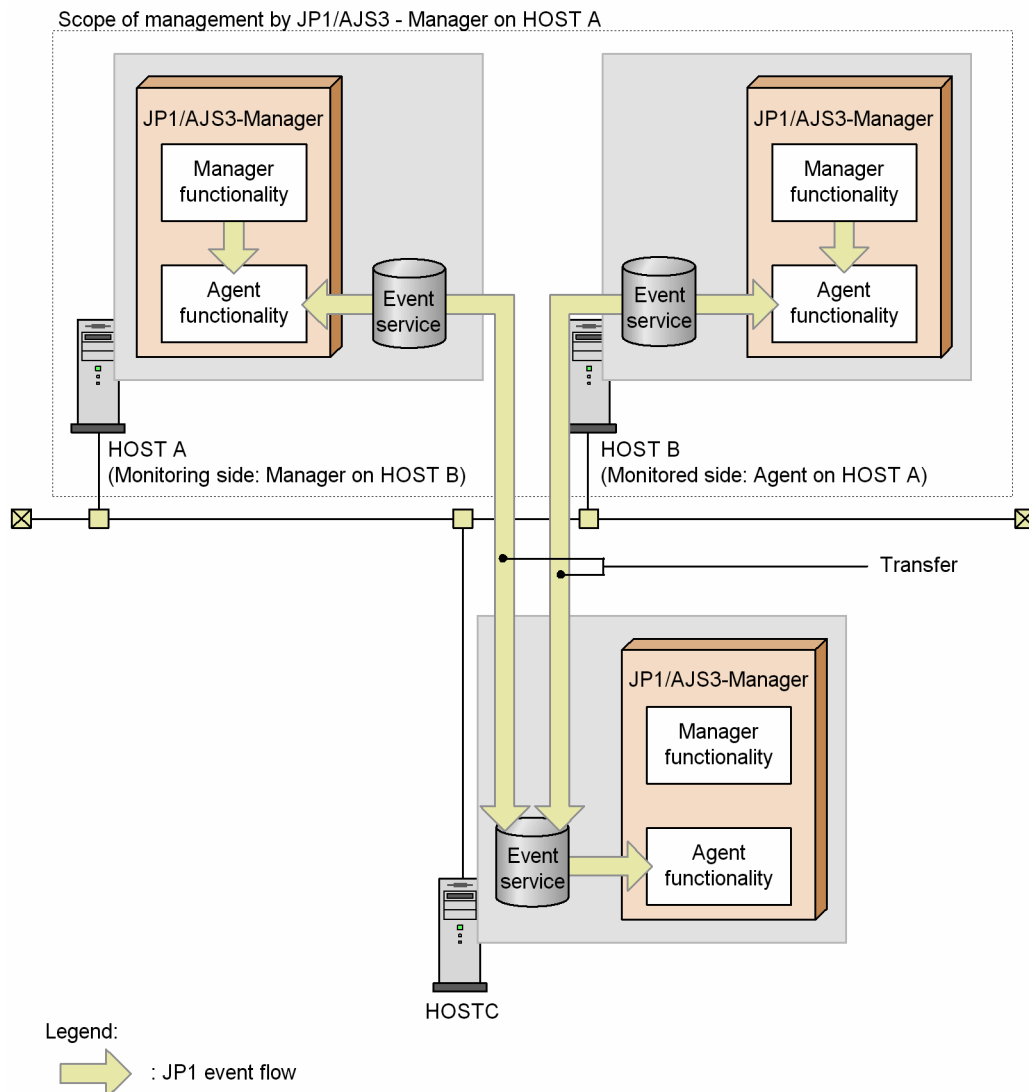 Scope of management by JP1/AJS3 - Manager on HOST A
JP1/AJS3-Manager
Manager
functionality
Agent
functionality
Event
service
HOST A
(Monitoring side: Manager on HOST B)
JP1/AJS3-Manager
Manager
functionality
Event
service
Agent
functionality
HOST B
(Monitored side: Agent on HOST A)
Transfer
JP1/AJS3-Manager
Manager
functionality
Event
service
Agent
functionality
HOSTC
Legend:
: JP1 event flow